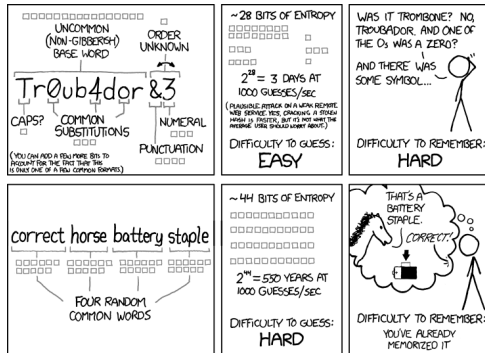 UNCOMMON
(NON-GIBBERISH)
BASE WORD
ORDER
UNKNOWN
Tr0ub4dor &3
CAPS?
COMMON
SUBSTITUTIONS
NUMERAL
PUNCTUATION
(YOU CAN ADD A FEW MORE BITS TO
ACCOUNT FOR THE FACT THAT THIS
IS ONLY ONE OF A FEW COMMON FORMATS.)
~28 BITS OF ENTROPY
2²⁸ = 3 DAYS AT
1000 GUESSES/SEC
(PLAUSIBLE ATTACK ON A WEAK REMOTE
WEB SERVICE. YES, CRACKING A STOLEN
HASH IS FASTER, BUT IT'S NOT WHAT THE
AVERAGE USER SHOULD WORRY ABOUT.)
DIFFICULTY TO GUESS:
EASY
WAS IT TROMBONE? NO,
TROUBADOR. AND ONE OF
THE Os WAS A ZERO?
AND THERE WAS
SOME SYMBOL...
DIFFICULTY TO REMEMBER:
HARD
correct horse battery staple
FOUR RANDOM
COMMON WORDS
~44 BITS OF ENTROPY
2⁴⁴ = 550 YEARS AT
1000 GUESSES/SEC
DIFFICULTY TO GUESS:
HARD
THAT'S A
BATTERY
STAPLE.
CORRECT!
DIFFICULTY TO REMEMBER:
YOU'VE ALREADY
MEMORIZED IT